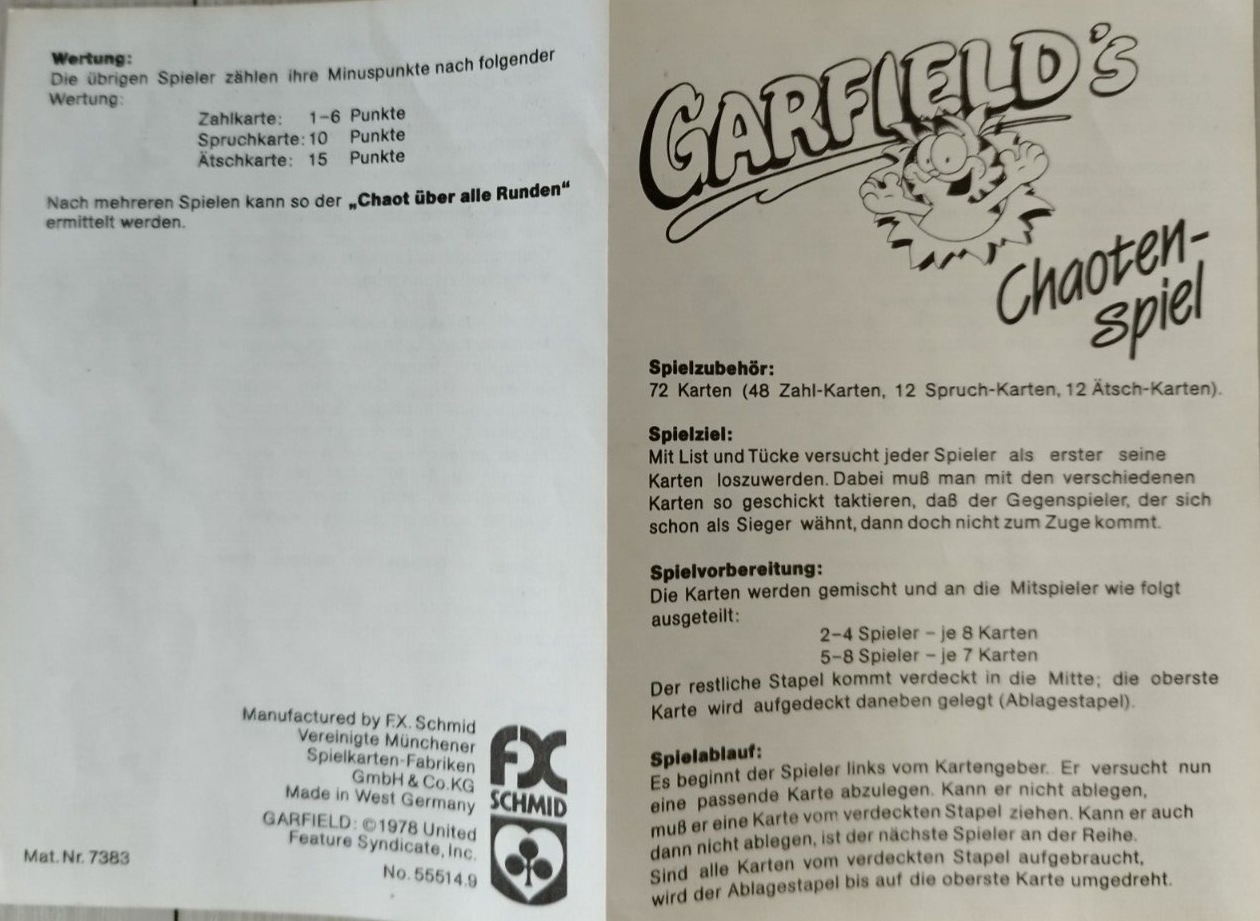 Wertung:
Die übrigen Spieler zählen ihre Minuspunkte nach folgender
Wertung:
Zahlkarte: 1–6 Punkte
Spruchkarte: 10 Punkte
Ätschkarte: 15 Punkte
Nach mehreren Spielen kann so der „Chaot über alle Runden“
ermittelt werden.
Manufactured by F.X. Schmid
Vereinigte Münchener
Spielkarten-Fabriken
GmbH & Co.KG
Made in West Germany
GARFIELD: ©1978 United
Feature Syndicate, Inc.
No. 55514.9
Mat. Nr. 7383
FX
SCHMID
GARFIELD's
Chaoten-
spiel
Spielzubehör:
72 Karten (48 Zahl-Karten, 12 Spruch-Karten, 12 Ätsch-Karten).
Spielziel:
Mit List und Tücke versucht jeder Spieler als erster seine
Karten loszuwerden. Dabei muß man mit den verschiedenen
Karten so geschickt taktieren, daß der Gegenspieler, der sich
schon als Sieger wähnt, dann doch nicht zum Zuge kommt.
Spielvorbereitung:
Die Karten werden gemischt und an die Mitspieler wie folgt
ausgeteilt:
2–4 Spieler – je 8 Karten
5–8 Spieler – je 7 Karten
Der restliche Stapel kommt verdeckt in die Mitte; die oberste
Karte wird aufgedeckt daneben gelegt (Ablagestapel).
Spielablauf:
Es beginnt der Spieler links vom Kartengeber. Er versucht nun
eine passende Karte abzulegen. Kann er nicht ablegen,
muß er eine Karte vom verdeckten Stapel ziehen. Kann er auch
dann nicht ablegen, ist der nächste Spieler an der Reihe.
Sind alle Karten vom verdeckten Stapel aufgebraucht,
wird der Ablagestapel bis auf die oberste Karte umgedreht.